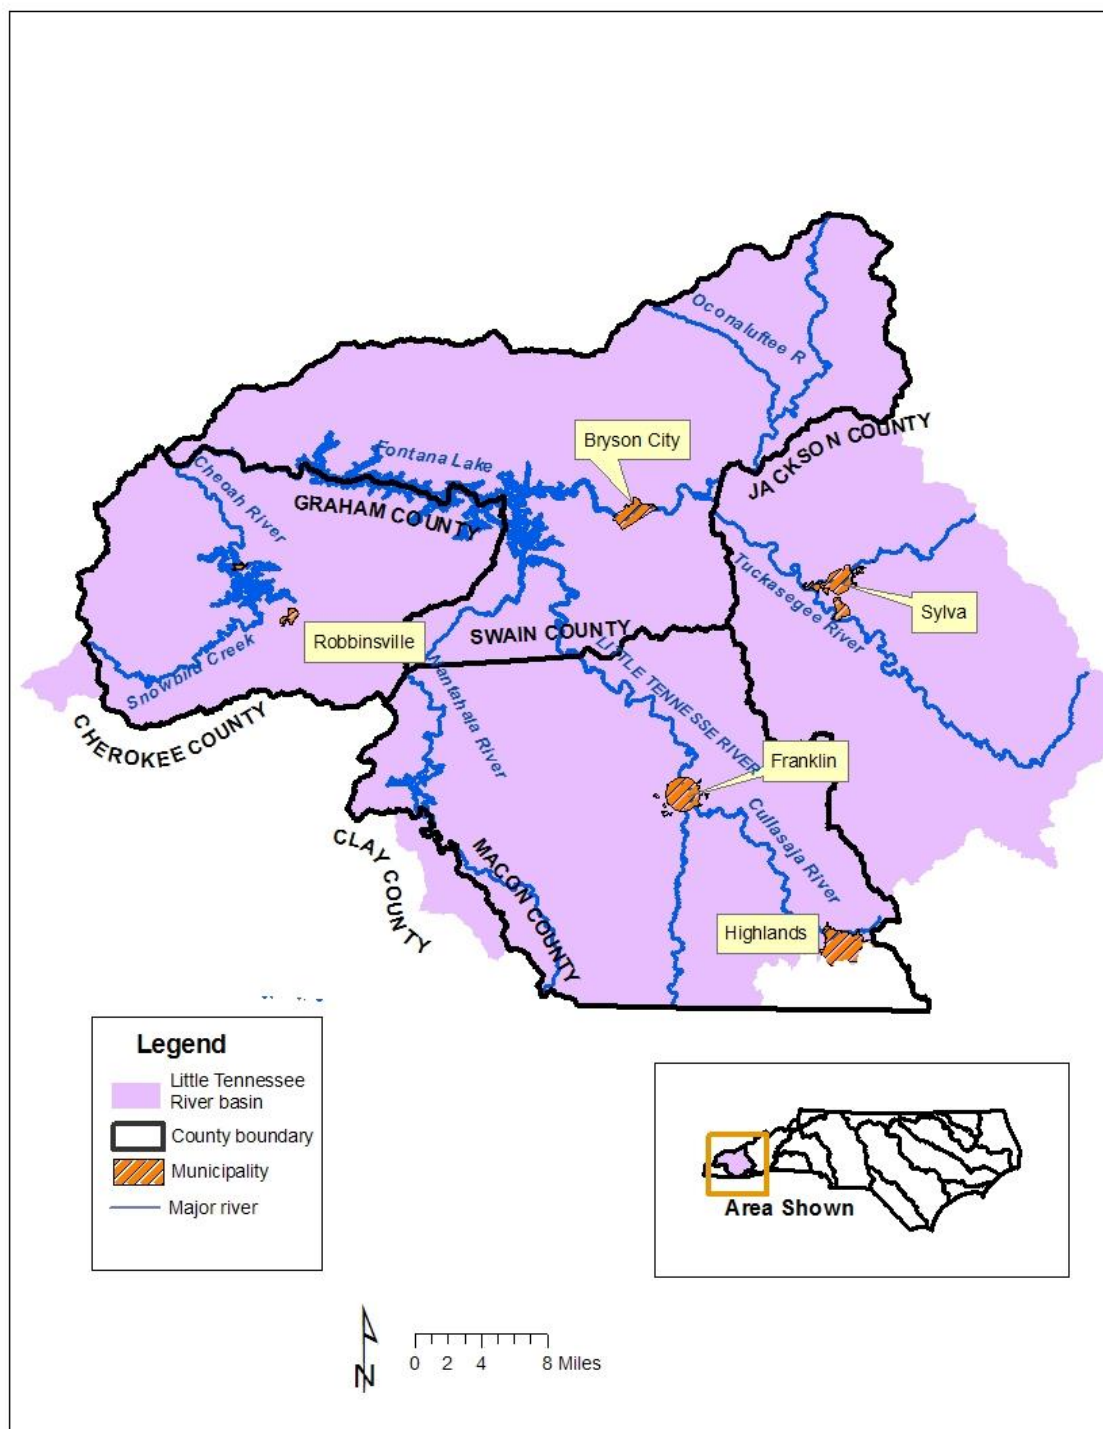 Oconaluftee R
JACKSON COUNTY
Bryson City
Fontana Lake
Cheoah River
GRAHAM COUNTY
Tuckasegee River
Sylva
Robbinsville
SWAIN COUNTY
LITTLE TENNESSE RIVER
Snowbird Creek
Nantahala River
CHEROKEE COUNTY
Franklin
Cullasaja River
CLAY COUNTY
MACON COUNTY
Highlands
Legend
Little Tennessee
River basin
County boundary
Municipality
Major river
Area Shown
N
0 2 4 8 Miles